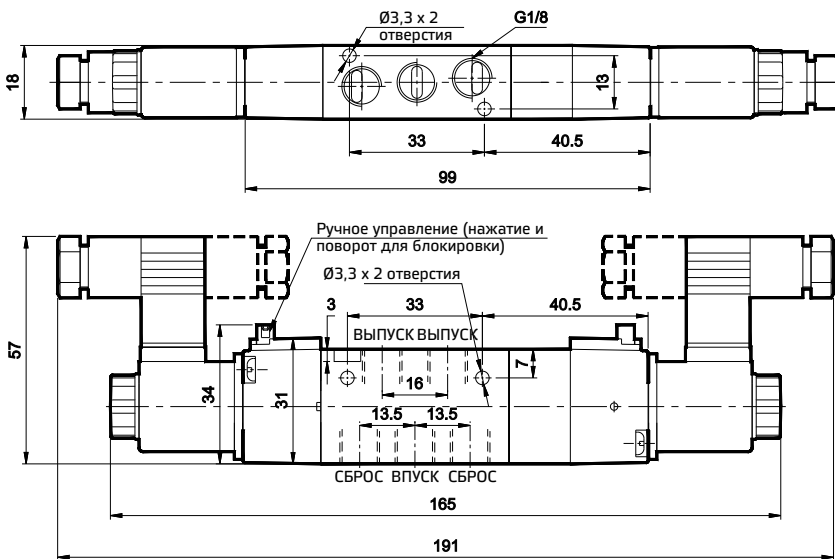 Ø3,3 x 2
отверстия
G1/8
18
13
33
40.5
99
Ручное управление (нажатие и
поворот для блокировки)
Ø3,3 x 2 отверстия
3
33
40.5
57
ВЫПУСК ВЫПУСК
7
34
31
16
13.5
13.5
СБРОС ВПУСК СБРОС
165
191